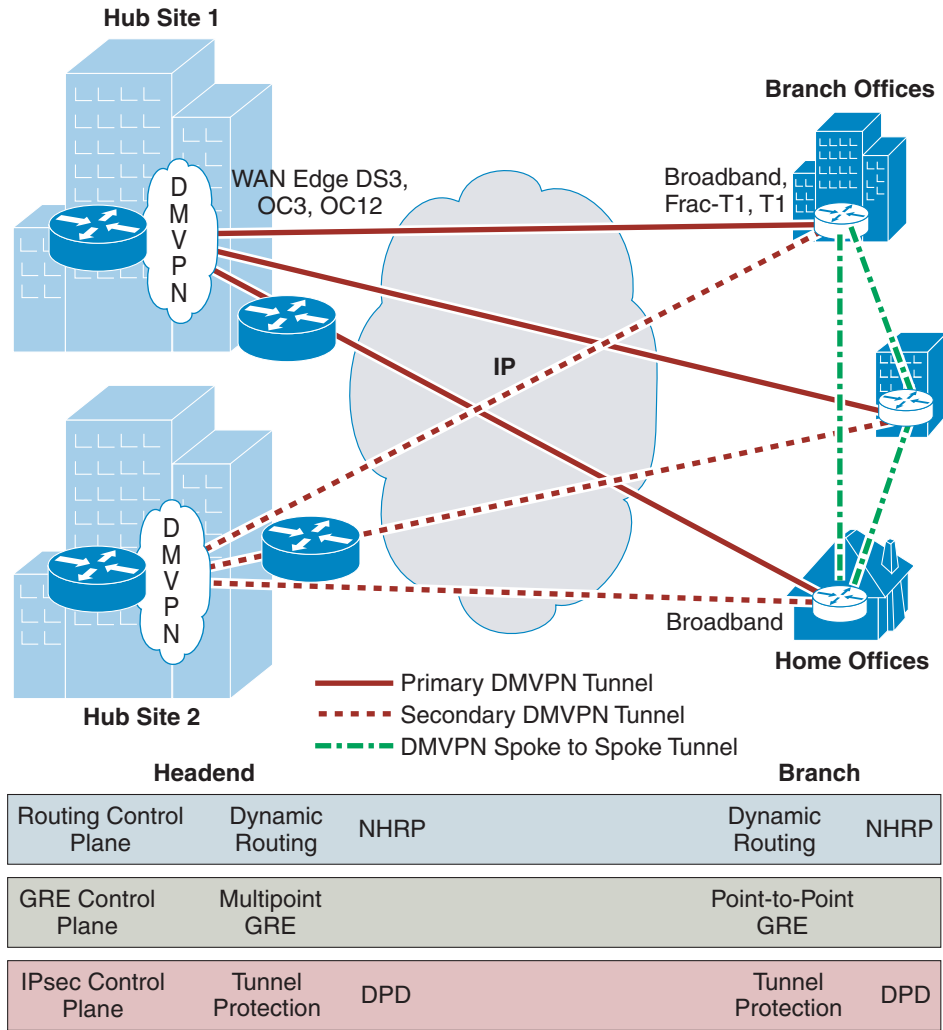 Hub Site 1
Branch Offices
DMVPN
WAN Edge DS3,
OC3, OC12
Broadband,
Frac-T1, T1
IP
DMVPN
Broadband
Home Offices
Hub Site 2
Primary DMVPN Tunnel
Secondary DMVPN Tunnel
DMVPN Spoke to Spoke Tunnel
Headend
Branch
Routing Control
Plane
Dynamic
Routing
NHRP
Dynamic
Routing
NHRP
GRE Control
Plane
Multipoint
GRE
Point-to-Point
GRE
IPsec Control
Plane
Tunnel
Protection
DPD
Tunnel
Protection
DPD